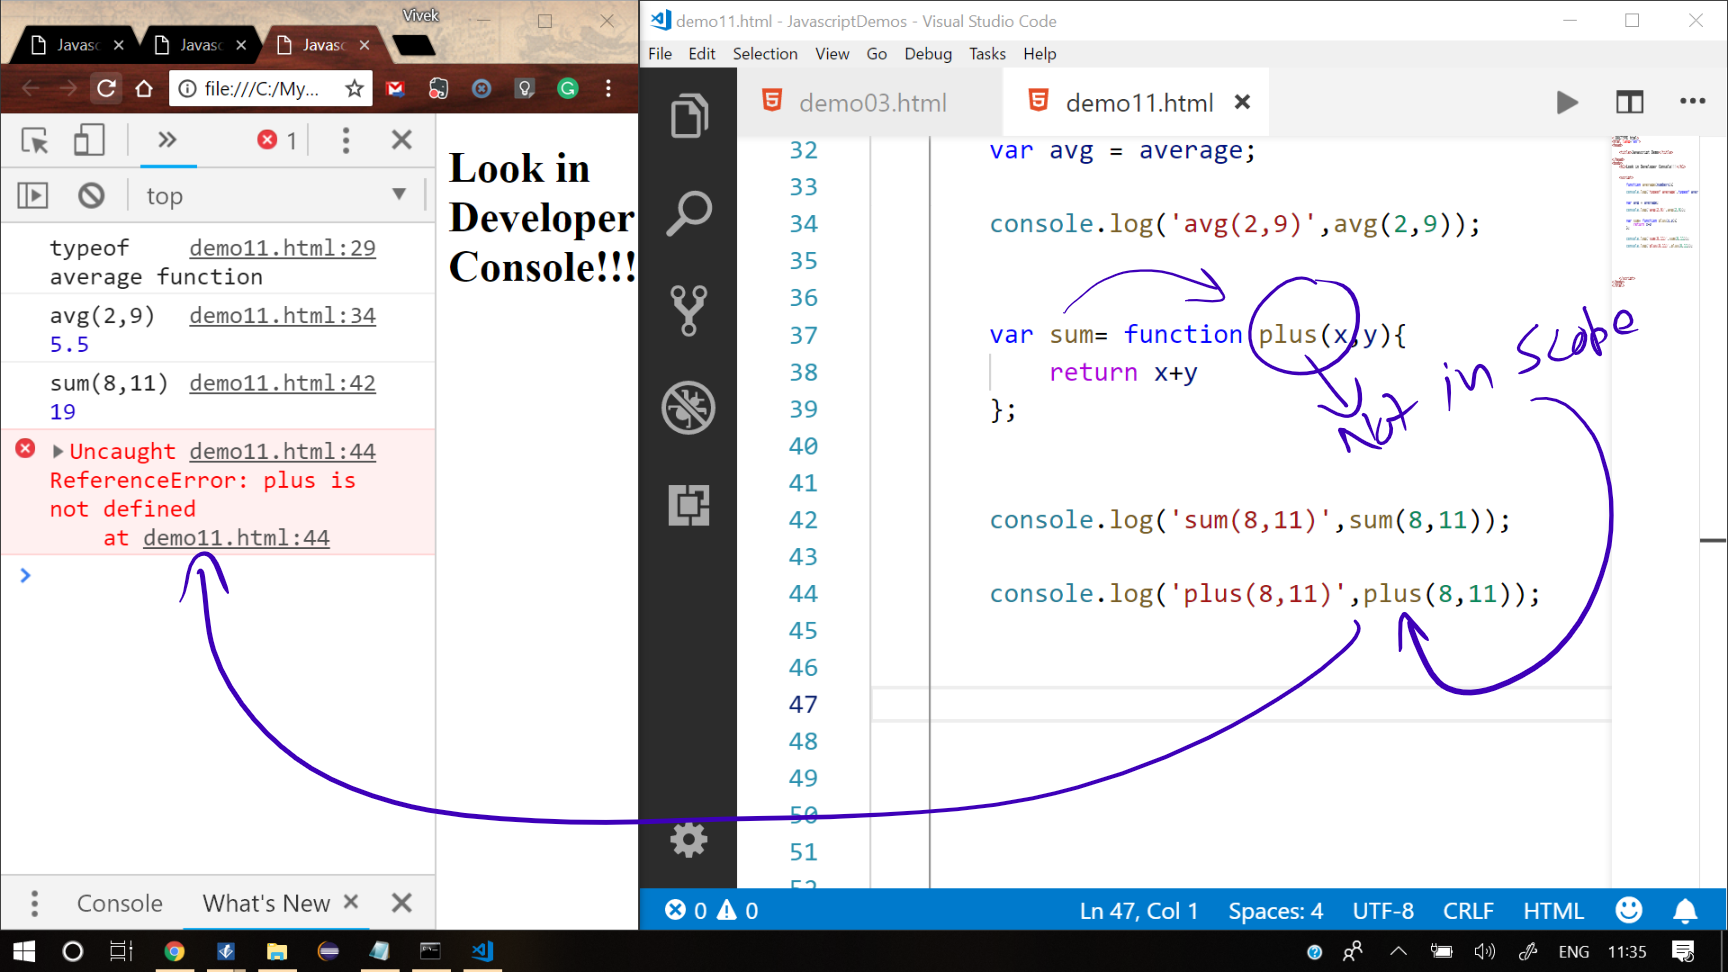 Vivek
Javasc
Javasc
Javasc
file:///C:/My...
1
top
typeof demo11.html:29
average function
avg(2,9) demo11.html:34
5.5
sum(8,11) demo11.html:42
19
Uncaught demo11.html:44
ReferenceError: plus is
not defined
at demo11.html:44
Console What's New
Look in
Developer
Console!!!
demo11.html - JavascriptDemos - Visual Studio Code
File Edit Selection View Go Debug Tasks Help
demo03.html demo11.html
32 var avg = average;
33
34 console.log('avg(2,9)',avg(2,9));
35
36
37 var sum= function plus(x,y){
38 return x+y
39 };
40
41
42 console.log('sum(8,11)',sum(8,11));
43
44 console.log('plus(8,11)',plus(8,11));
45
46
47
48
49
50
51
52
Not in scope
0 0
Ln 47, Col 1 Spaces: 4 UTF-8 CRLF HTML
ENG 11:35